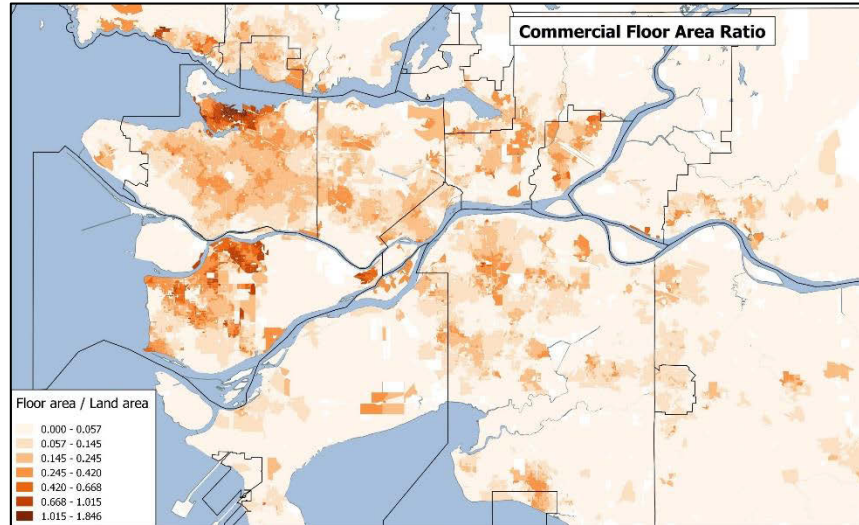 Commercial Floor Area Ratio
Floor area / Land area
0.000 - 0.057
0.057 - 0.145
0.145 - 0.245
0.245 - 0.420
0.420 - 0.668
0.668 - 1.015
1.015 - 1.846